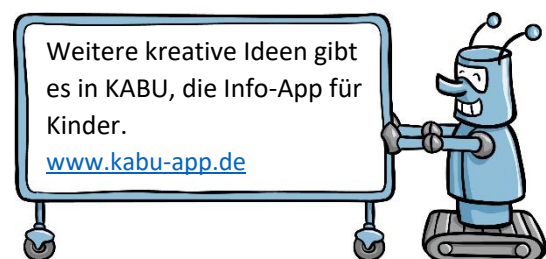 Weitere kreative Ideen gibt
es in KABU, die Info-App für
Kinder.
www.kabu-app.de